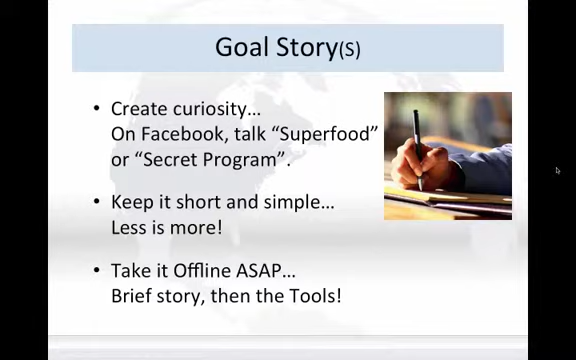 Goal Story(S)
• Create curiosity…
On Facebook, talk “Superfood”
or “Secret Program”.
• Keep it short and simple…
Less is more!
• Take it Offline ASAP…
Brief story, then the Tools!